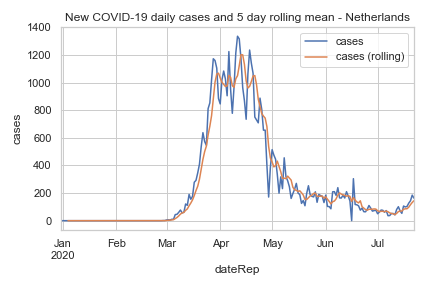 New COVID-19 daily cases and 5 day rolling mean - Netherlands
1400
1200
1000
800
600
400
200
0
cases
cases
cases (rolling)
Jan Feb Mar Apr May Jun Jul
2020
dateRep